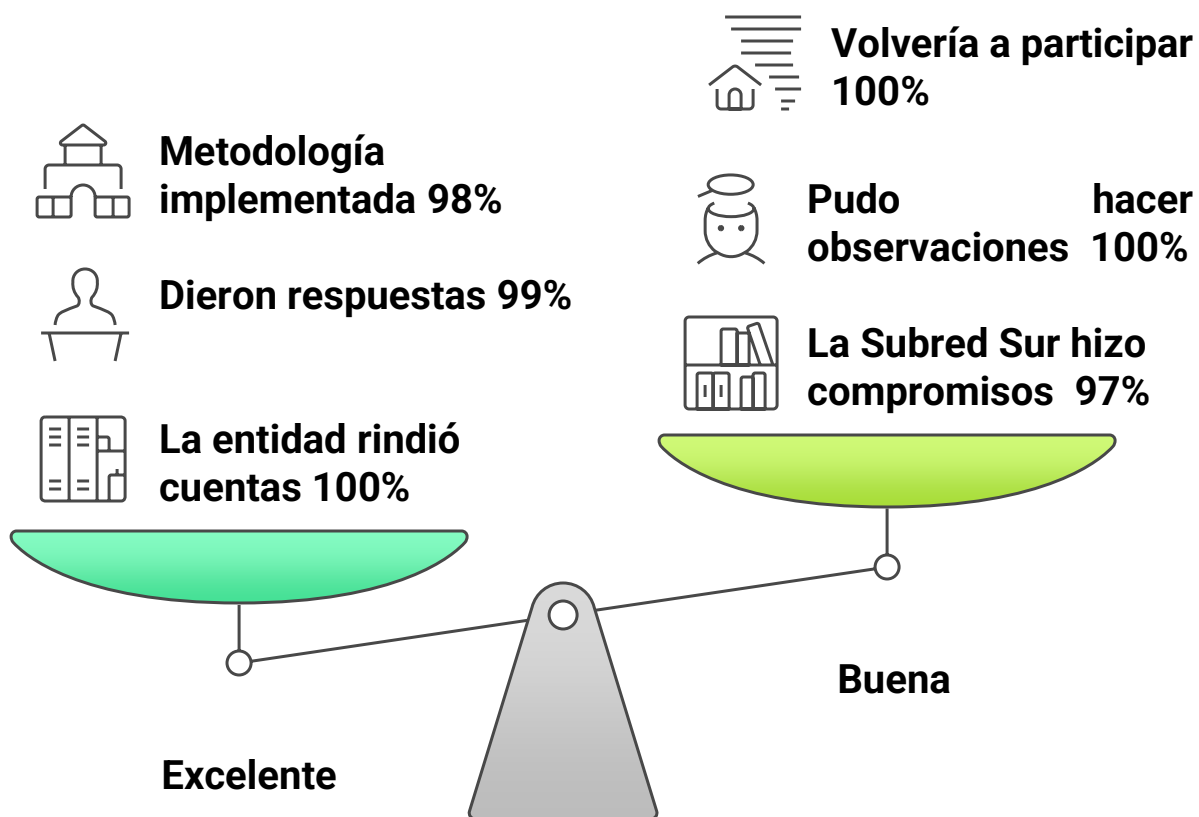 Metodología
implementada 98%
Dieron respuestas 99%
La entidad rindió
cuentas 100%
Excelente
Volvería a participar
100%
Pudo hacer
observaciones 100%
La Subred Sur hizo
compromisos 97%
Buena